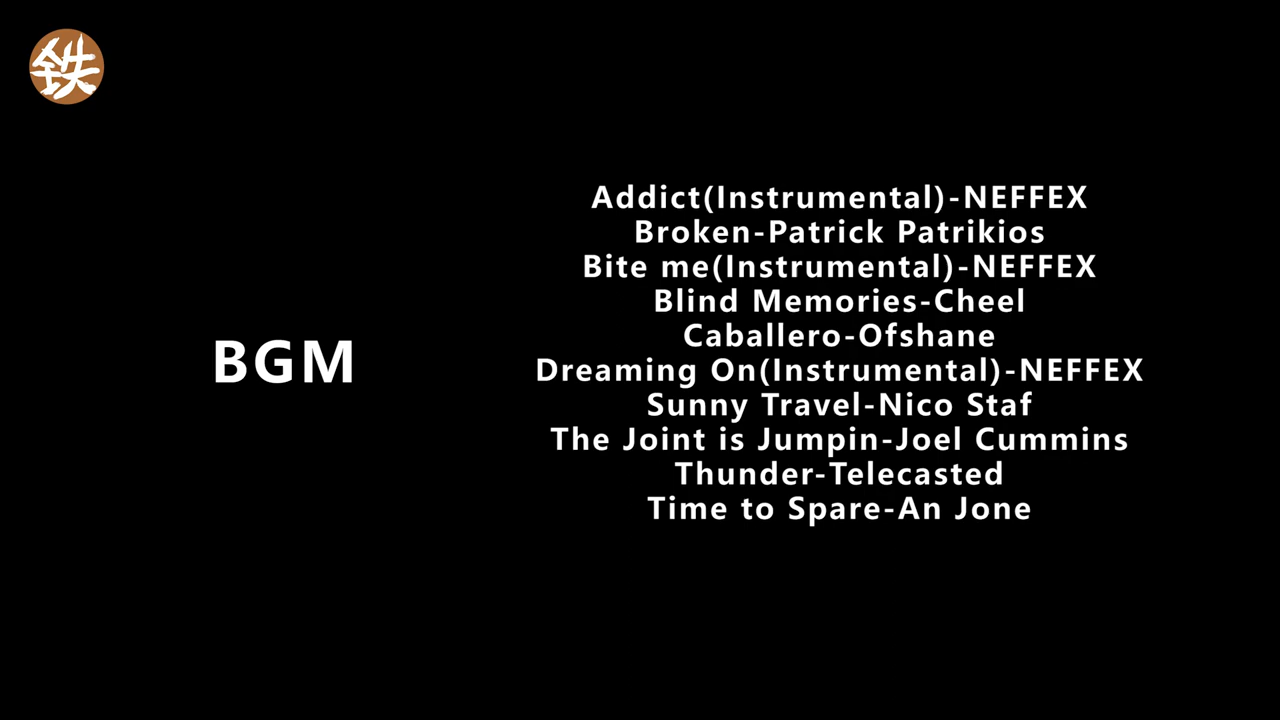 鉄
BGM
Addict(Instrumental)-NEFFEX
Broken-Patrick Patrikios
Bite me(Instrumental)-NEFFEX
Blind Memories-Cheel
Caballero-Ofshane
Dreaming On(Instrumental)-NEFFEX
Sunny Travel-Nico Staf
The Joint is Jumpin-Joel Cummins
Thunder-Telecasted
Time to Spare-An Jone